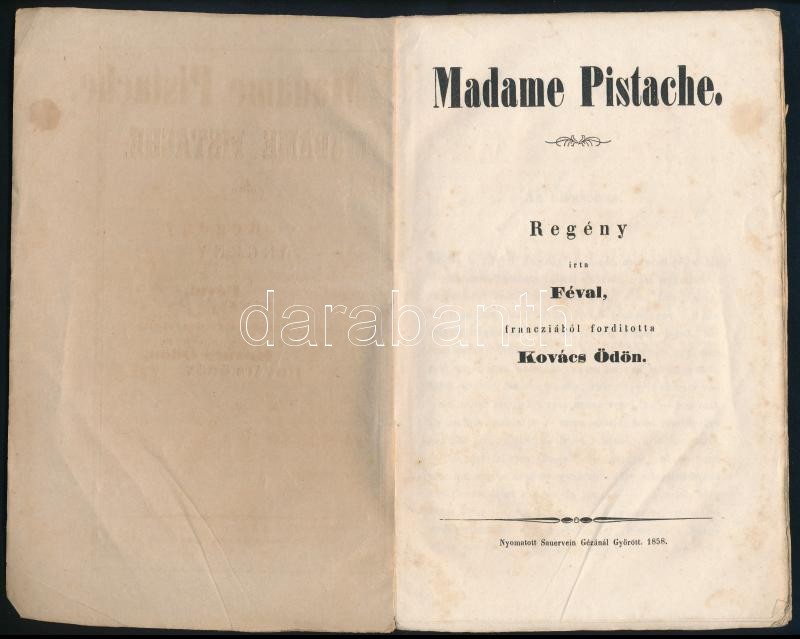 Madame Pistache.
Regény
irta
Féval,
francziából forditotta
Kovács Ödön.
darabanth
Nyomatott Sauervein Gézánál Győrött. 1858.